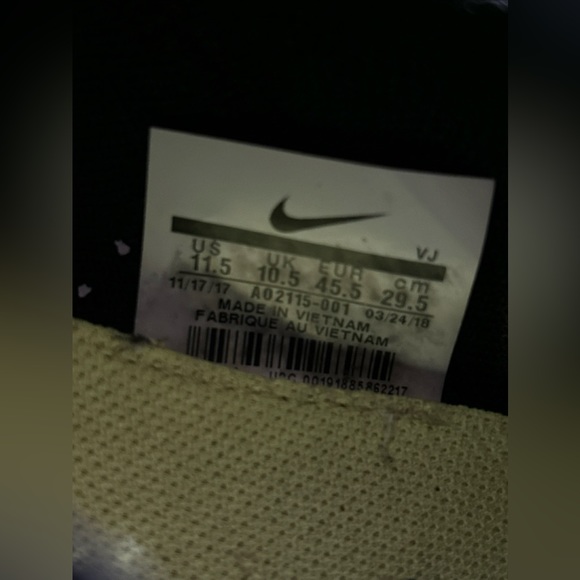 VJ
US UK EUR cm
11.5 10.5 45.5 29.5
11/17/17 AO2115-001 03/24/18
MADE IN VIETNAM
FABRIQUE AU VIETNAM
UPC 00191885862217